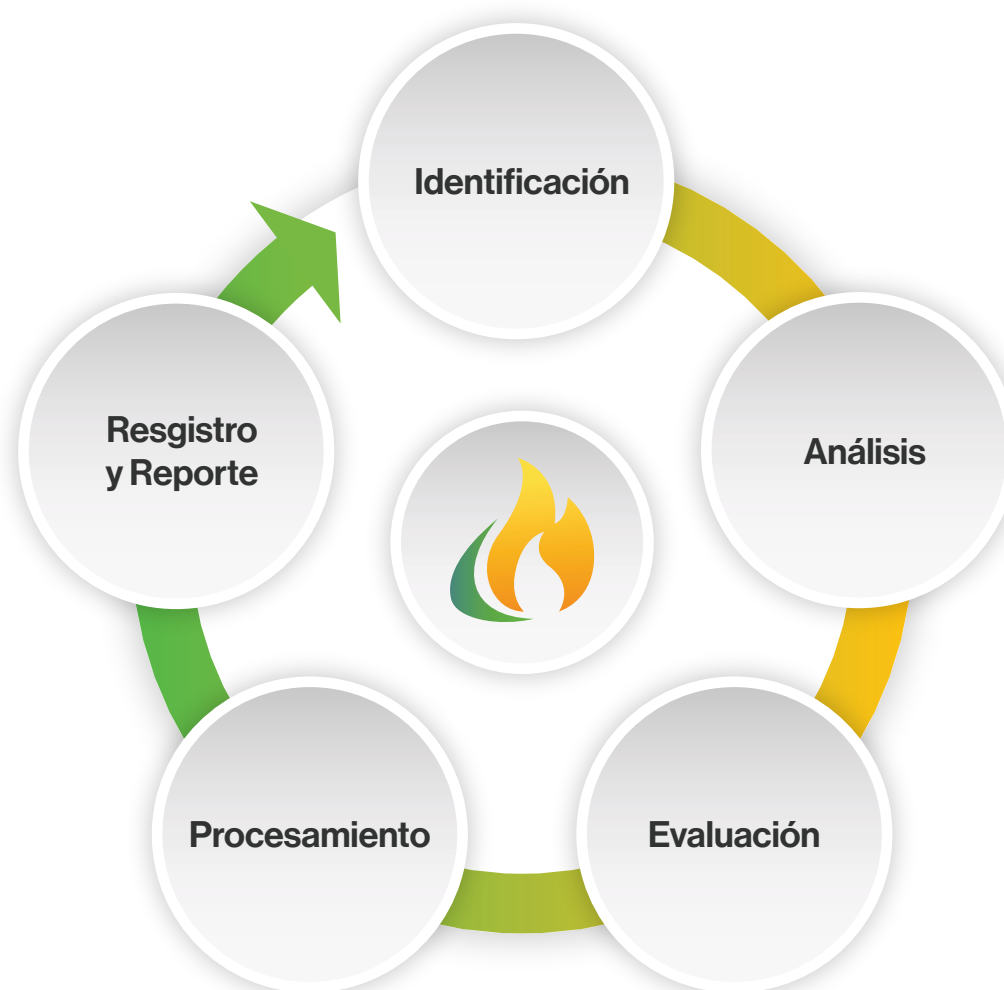 Identificación
Análisis
Evaluación
Procesamiento
Resgistro
y Reporte